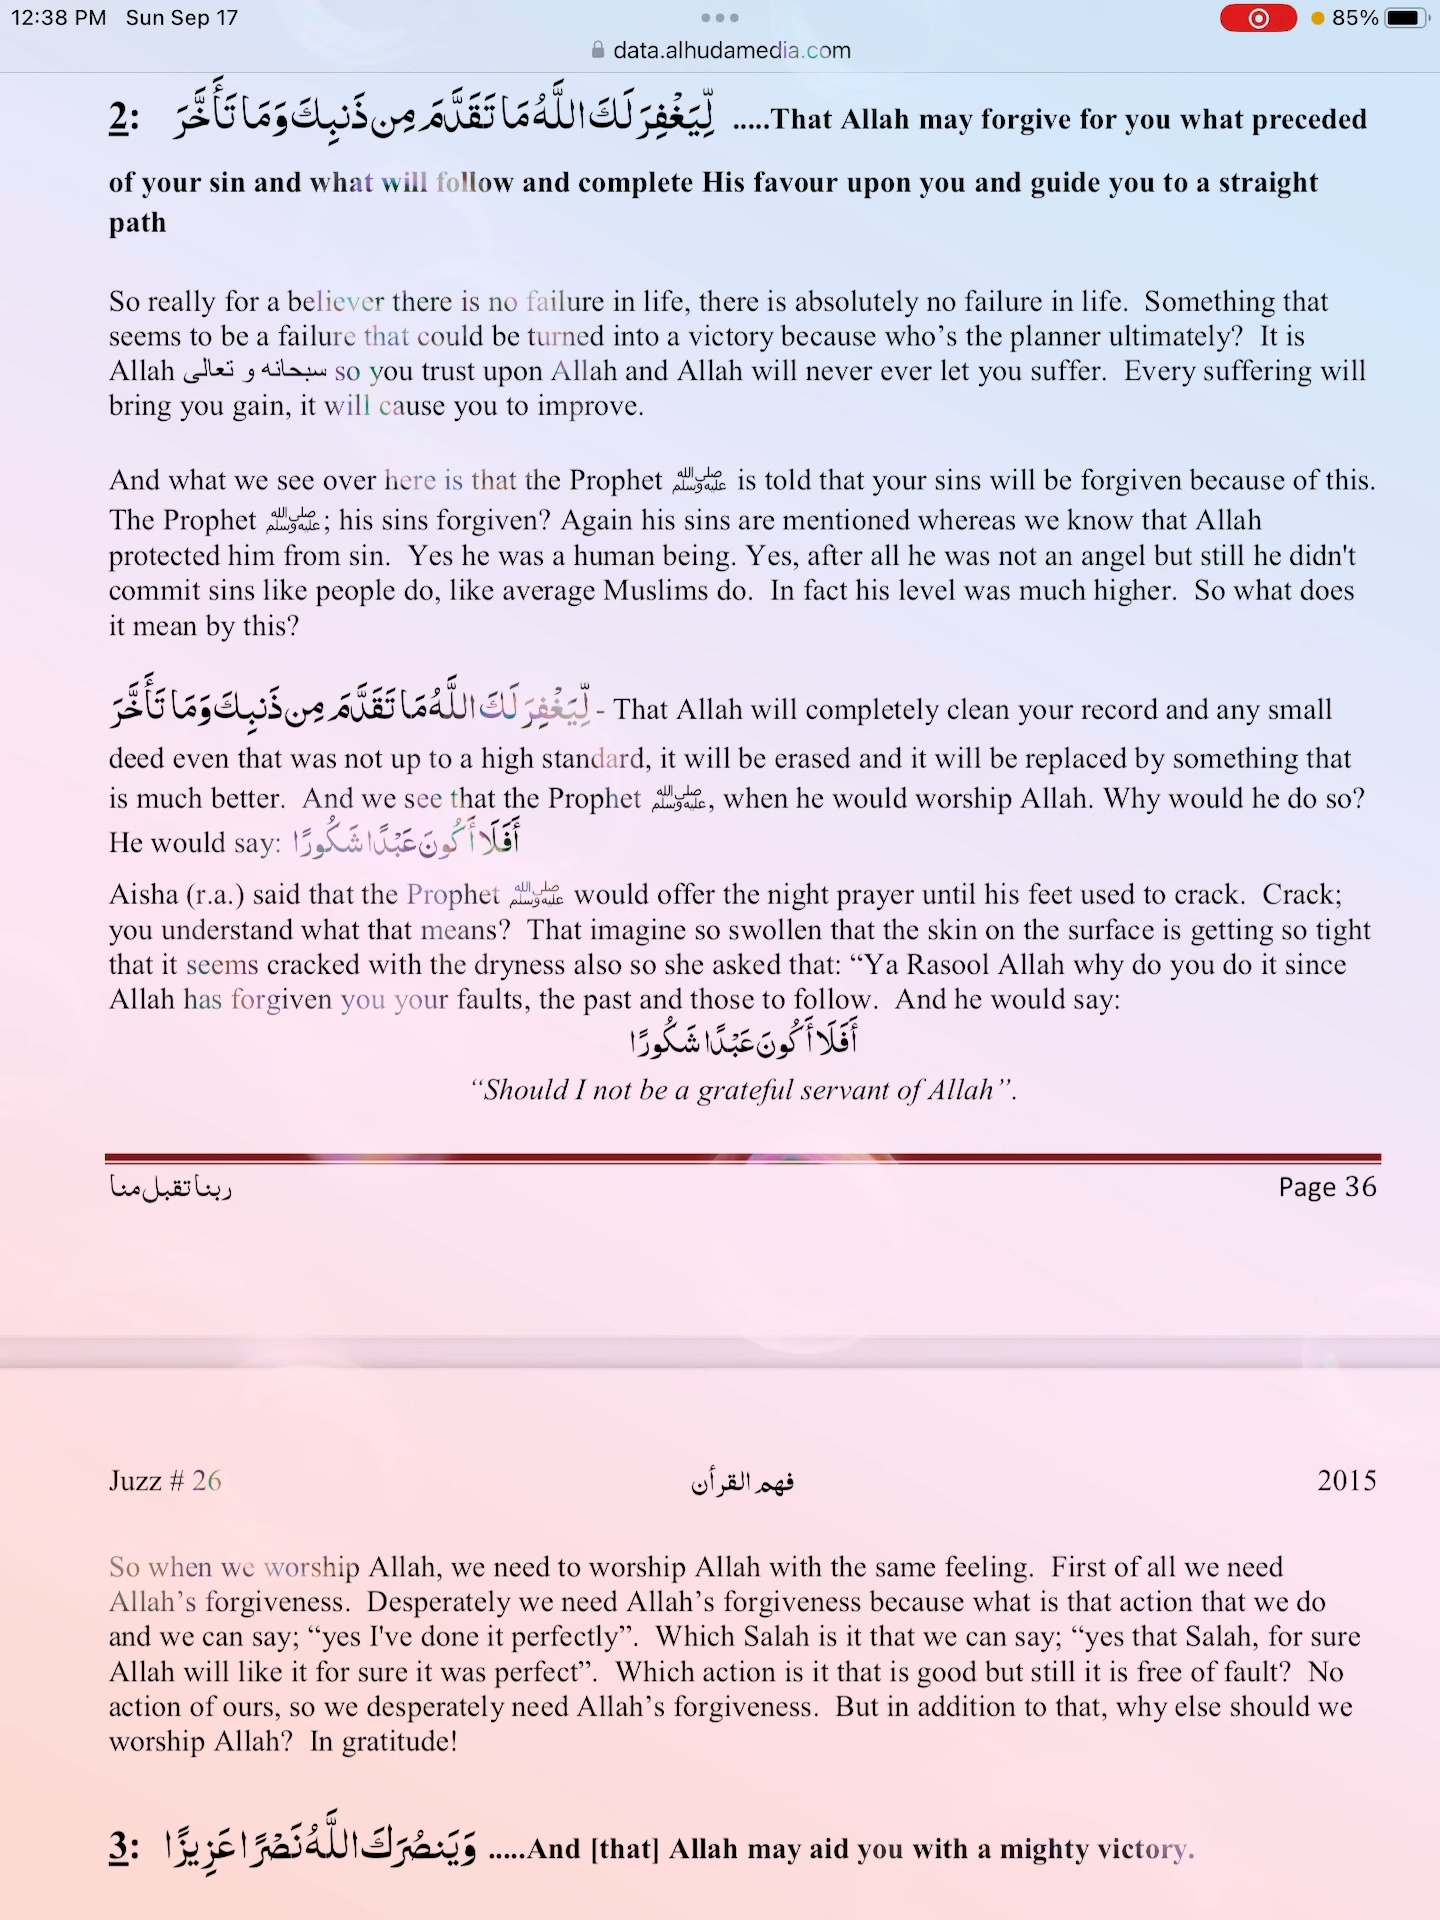 12:38 PM Sun Sep 17
85%
data.alhudamedia.com
2: لِّيَغْفِرَ لَكَ اللَّهُ مَا تَقَدَّمَ مِن ذَنبِكَ وَمَا تَأَخَّرَ .....That Allah may forgive for you what preceded
of your sin and what will follow and complete His favour upon you and guide you to a straight
path
So really for a believer there is no failure in life, there is absolutely no failure in life. Something that
seems to be a failure that could be turned into a victory because who’s the planner ultimately? It is
Allah سبحانه و تعالى so you trust upon Allah and Allah will never ever let you suffer. Every suffering will
bring you gain, it will cause you to improve.
And what we see over here is that the Prophet ﷺ is told that your sins will be forgiven because of this.
The Prophet ﷺ; his sins forgiven? Again his sins are mentioned whereas we know that Allah
protected him from sin. Yes he was a human being. Yes, after all he was not an angel but still he didn't
commit sins like people do, like average Muslims do. In fact his level was much higher. So what does
it mean by this?
لِّيَغْفِرَ لَكَ اللَّهُ مَا تَقَدَّمَ مِن ذَنبِكَ وَمَا تَأَخَّرَ - That Allah will completely clean your record and any small
deed even that was not up to a high standard, it will be erased and it will be replaced by something that
is much better. And we see that the Prophet ﷺ, when he would worship Allah. Why would he do so?
He would say: أَفَلَا أَكُونَ عَبْدًا شَكُورًا
Aisha (r.a.) said that the Prophet ﷺ would offer the night prayer until his feet used to crack. Crack;
you understand what that means? That imagine so swollen that the skin on the surface is getting so tight
that it seems cracked with the dryness also so she asked that: “Ya Rasool Allah why do you do it since
Allah has forgiven you your faults, the past and those to follow. And he would say:
أَفَلَا أَكُونَ عَبْدًا شَكُورًا
“Should I not be a grateful servant of Allah”.
ربنا تقبل منا
Page 36
Juzz # 26
فهم القرأن
2015
So when we worship Allah, we need to worship Allah with the same feeling. First of all we need
Allah’s forgiveness. Desperately we need Allah’s forgiveness because what is that action that we do
and we can say; “yes I've done it perfectly”. Which Salah is it that we can say; “yes that Salah, for sure
Allah will like it for sure it was perfect”. Which action is it that is good but still it is free of fault? No
action of ours, so we desperately need Allah’s forgiveness. But in addition to that, why else should we
worship Allah? In gratitude!
3: وَيَنصُرَكَ اللَّهُ نَصْرًا عَزِيزًا .....And [that] Allah may aid you with a mighty victory.